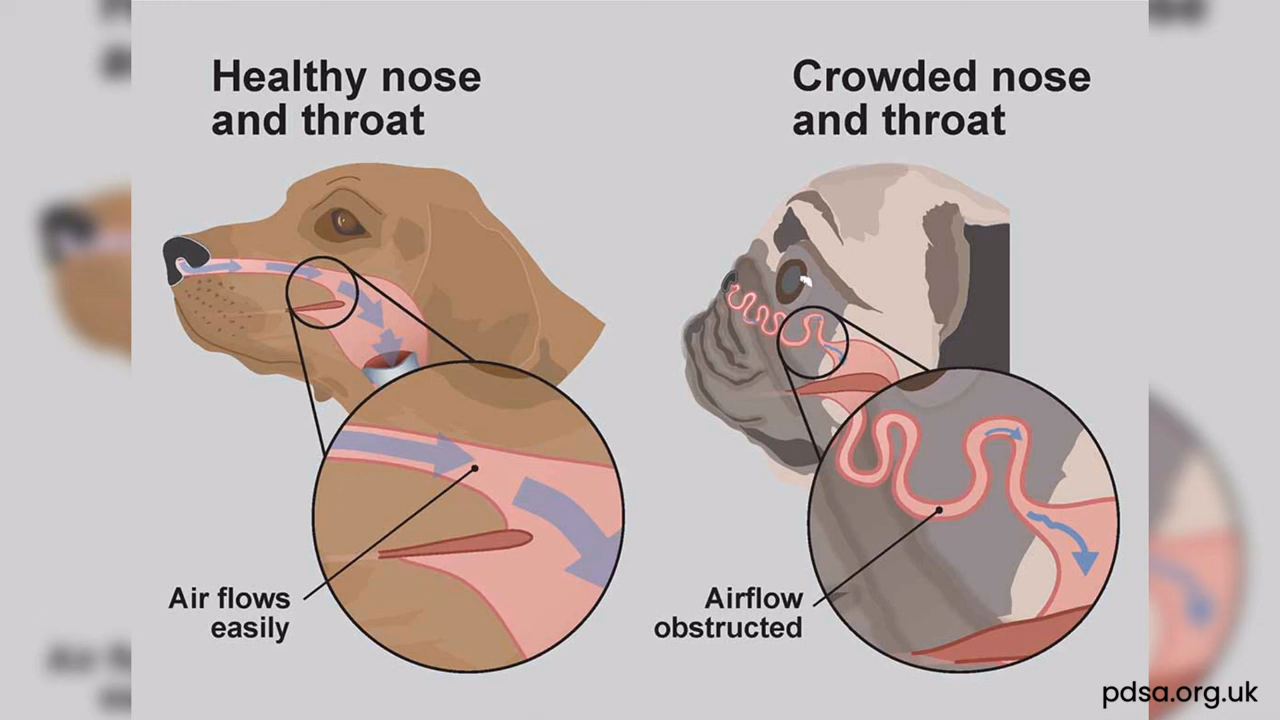 Healthy nose
and throat
Crowded nose
and throat
Air flows
easily
Airflow
obstructed
pdsa.org.uk